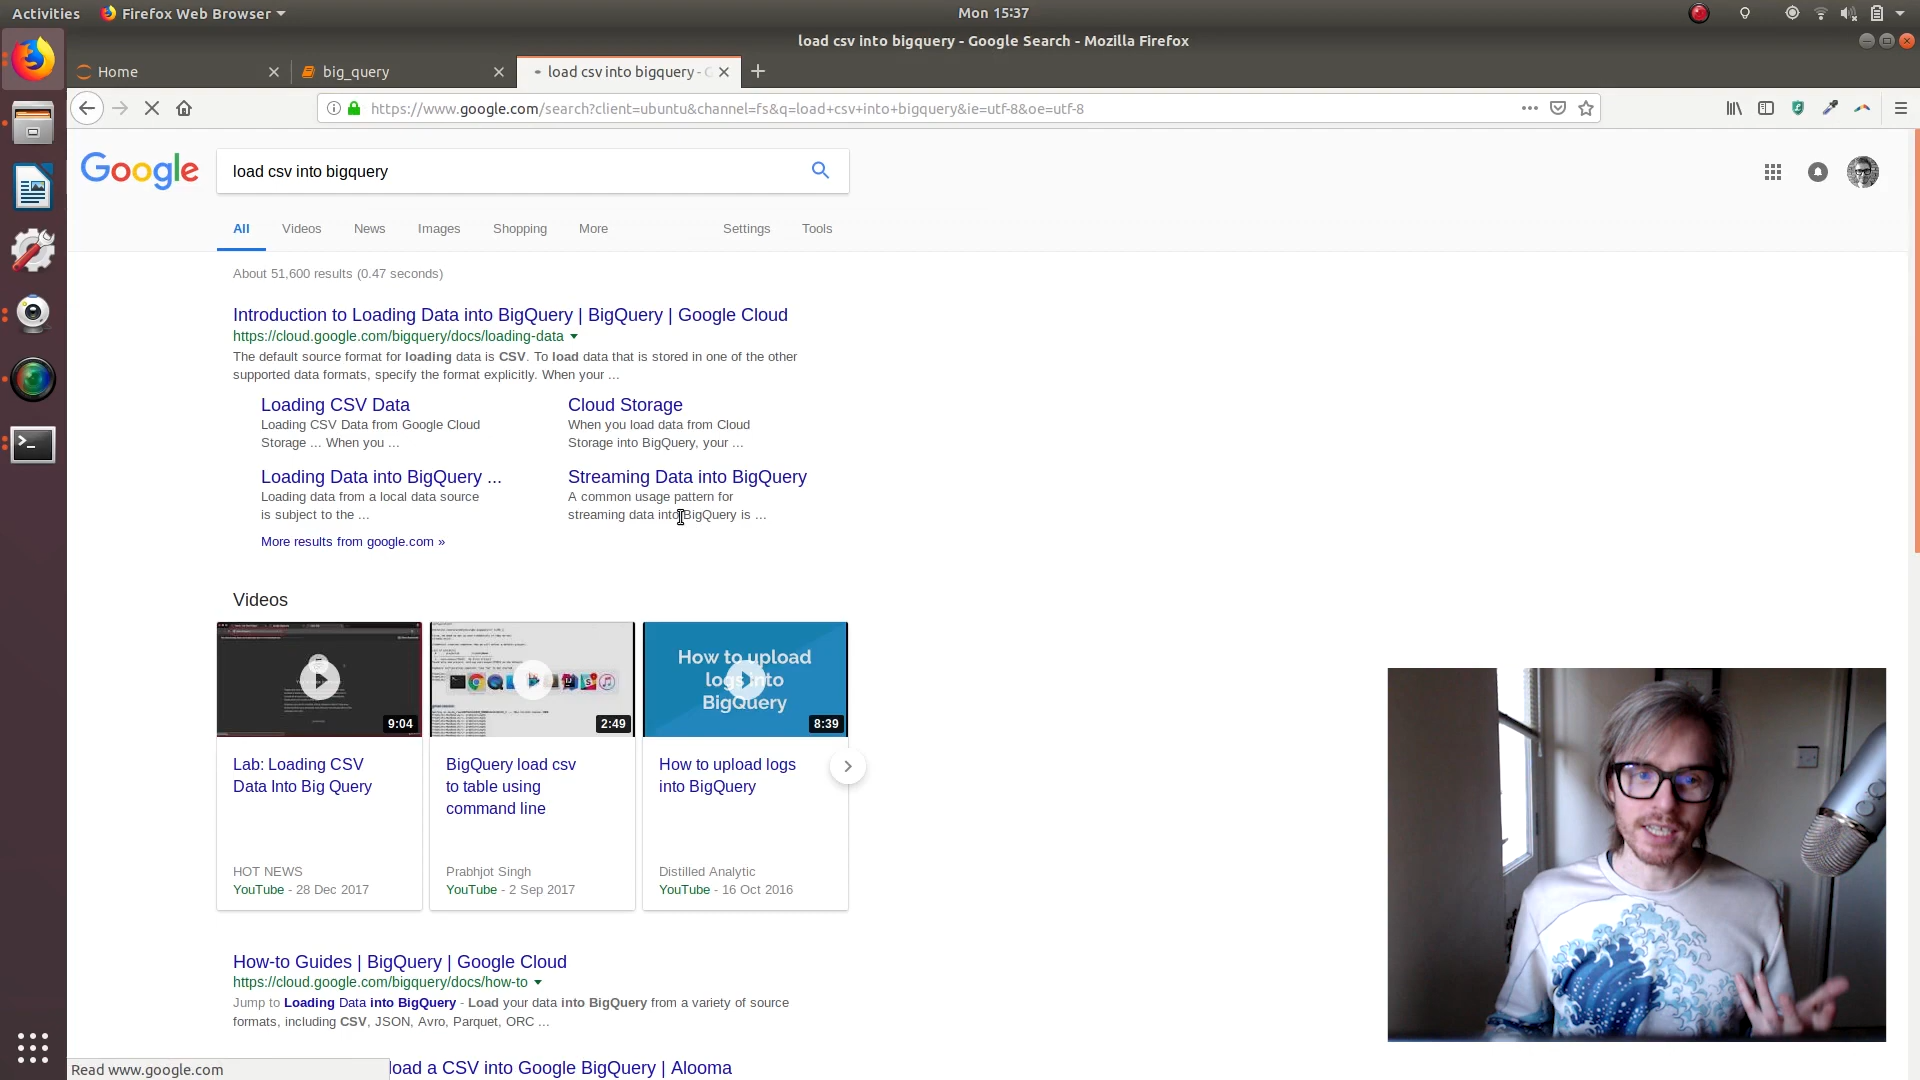 Activities
Firefox Web Browser
Mon 15:37
load csv into bigquery - Google Search - Mozilla Firefox
Home
big_query
load csv into bigquery - G
https://www.google.com/search?client=ubuntu&channel=fs&q=load+csv+into+bigquery&ie=utf-8&oe=utf-8
Google
load csv into bigquery
All
Videos
News
Images
Shopping
More
Settings
Tools
About 51,600 results (0.47 seconds)
Introduction to Loading Data into BigQuery | BigQuery | Google Cloud
https://cloud.google.com/bigquery/docs/loading-data
The default source format for loading data is CSV. To load data that is stored in one of the other
supported data formats, specify the format explicitly. When your ...
Loading CSV Data
Loading CSV Data from Google Cloud
Storage ... When you ...
Cloud Storage
When you load data from Cloud
Storage into BigQuery, your ...
Loading Data into BigQuery ...
Loading data from a local data source
is subject to the ...
Streaming Data into BigQuery
A common usage pattern for
streaming data into BigQuery is ...
More results from google.com »
Videos
9:04
Lab: Loading CSV
Data Into Big Query
HOT NEWS
YouTube - 28 Dec 2017
2:49
BigQuery load csv
to table using
command line
Prabhjot Singh
YouTube - 2 Sep 2017
How to upload
logs into
BigQuery
8:39
How to upload logs
into BigQuery
Distilled Analytic
YouTube - 16 Oct 2016
How-to Guides | BigQuery | Google Cloud
https://cloud.google.com/bigquery/docs/how-to
Jump to Loading Data into BigQuery - Load your data into BigQuery from a variety of source
formats, including CSV, JSON, Avro, Parquet, ORC ...
load a CSV into Google BigQuery | Alooma
Read www.google.com